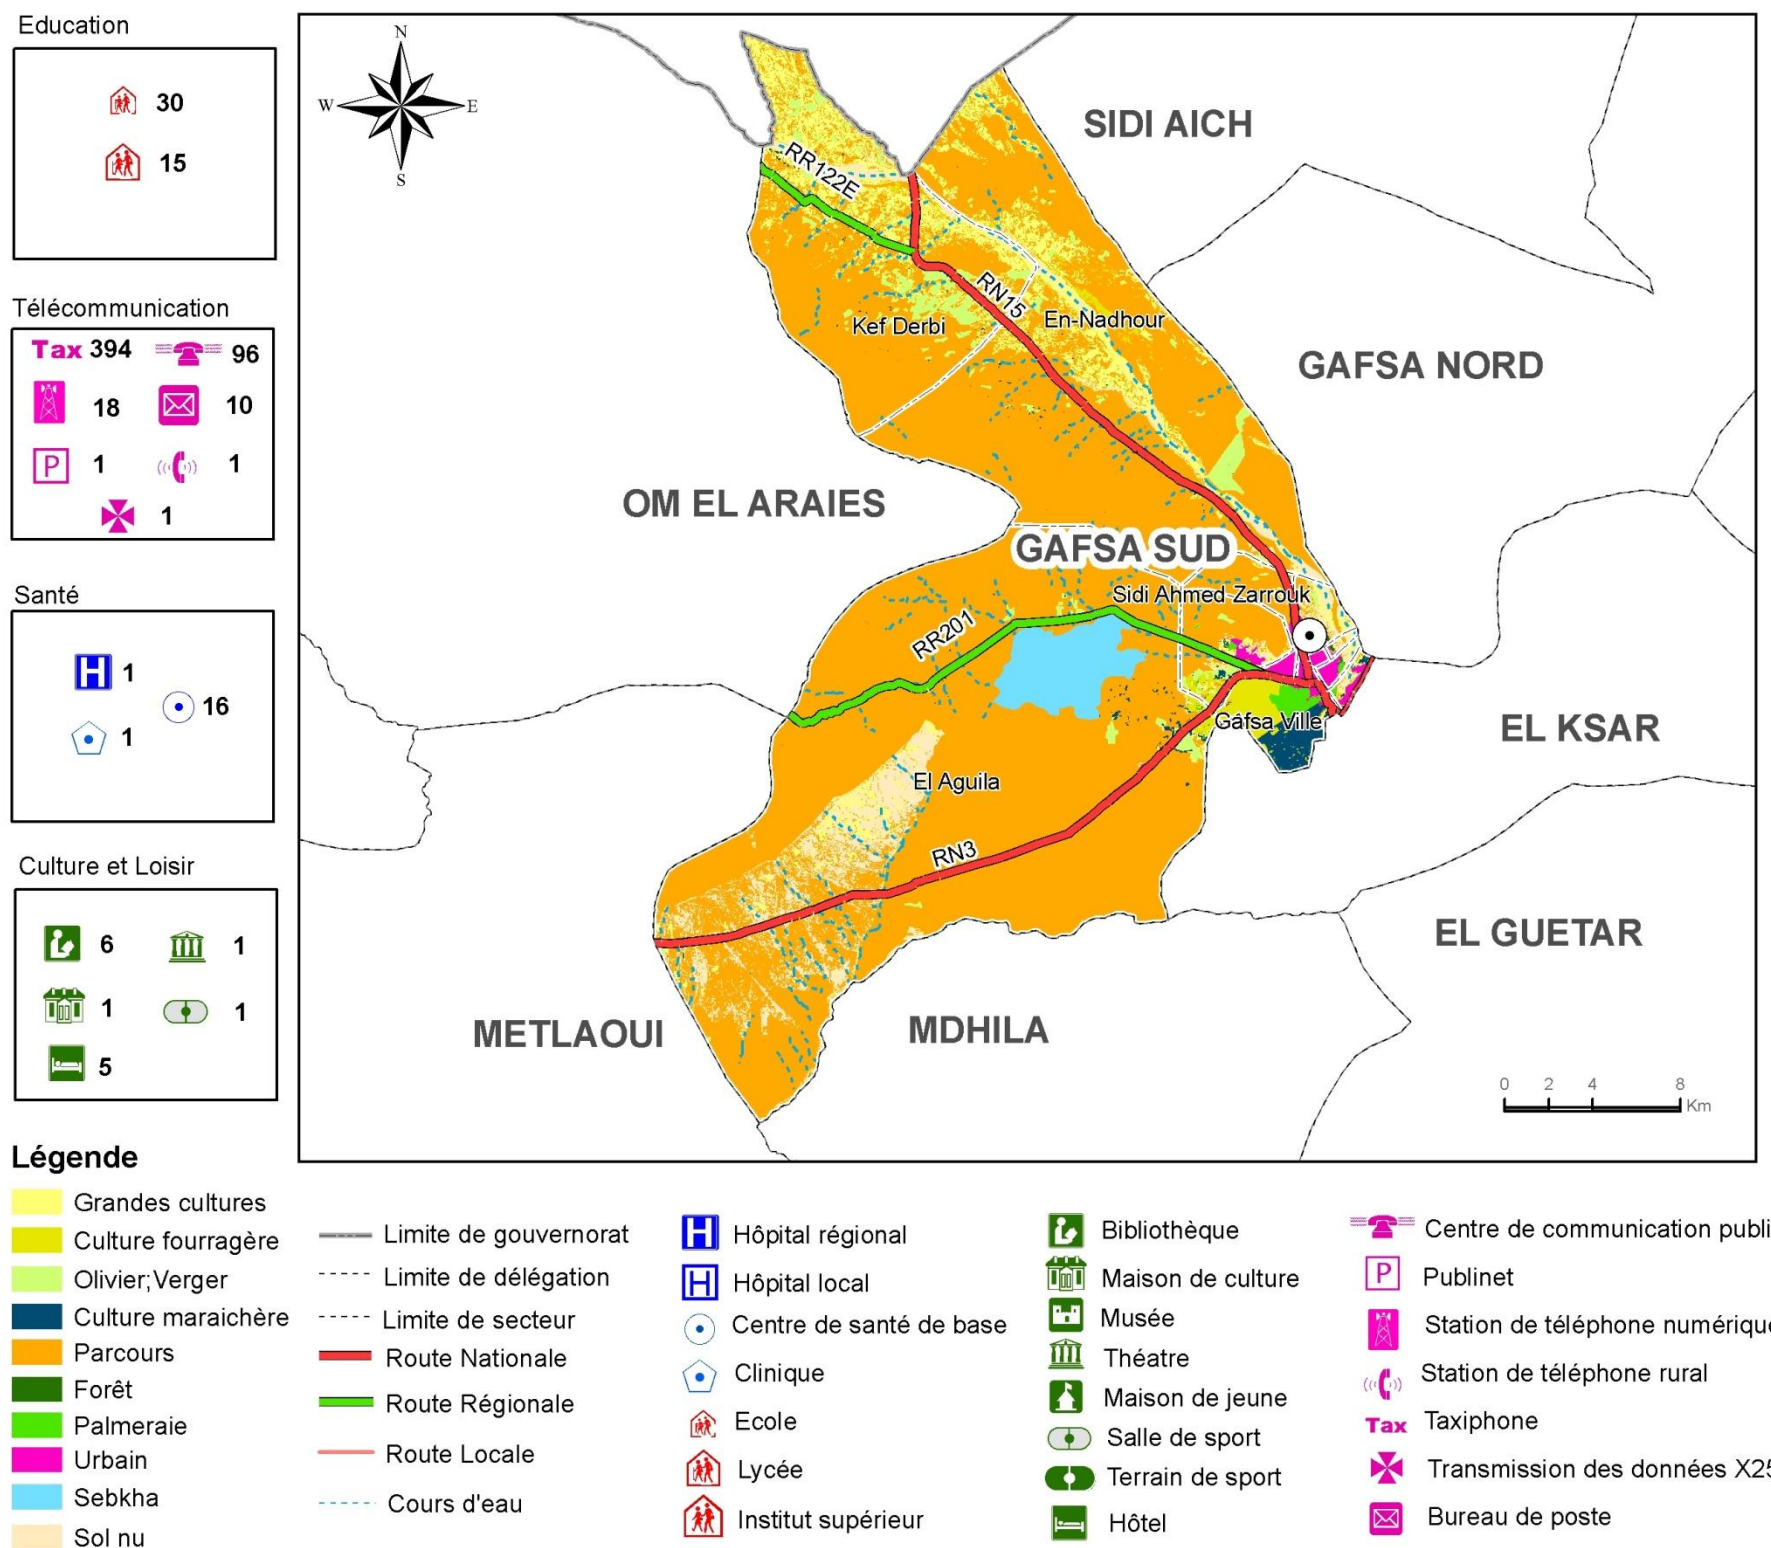 Education
30
15
Télécommunication
Tax 394
96
18
10
P 1
1
1
Santé
H 1
16
1
Culture et Loisir
6
1
1
1
5
N
W E
S
SIDI AICH
RR122E
RN15
Kef Derbi
En-Nadhour
GAFSA NORD
OM EL ARAIES
GAFSA SUD
Sidi Ahmed Zarrouk
RR201
Gafsa Ville
EL KSAR
El Aguila
RN3
EL GUETAR
METLAOUI
MDHILA
0 2 4 8
Km
Légende
Grandes cultures
Culture fourragère
Olivier;Verger
Culture maraichère
Parcours
Forêt
Palmeraie
Urbain
Sebkha
Sol nu
Limite de gouvernorat
Limite de délégation
Limite de secteur
Route Nationale
Route Régionale
Route Locale
Cours d'eau
H Hôpital régional
H Hôpital local
Centre de santé de base
Clinique
Ecole
Lycée
Institut supérieur
Bibliothèque
Maison de culture
Musée
Théatre
Maison de jeune
Salle de sport
Terrain de sport
Hôtel
Centre de communication publi
P Publinet
Station de téléphone numérique
Station de téléphone rural
Tax Taxiphone
Transmission des données X25
Bureau de poste